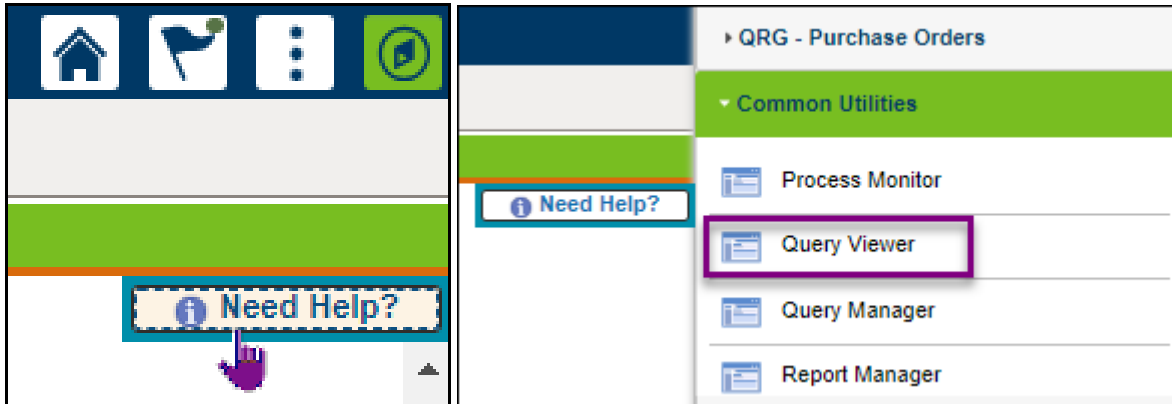 Need Help?
QRG - Purchase Orders
Common Utilities
Need Help?
Process Monitor
Query Viewer
Query Manager
Report Manager